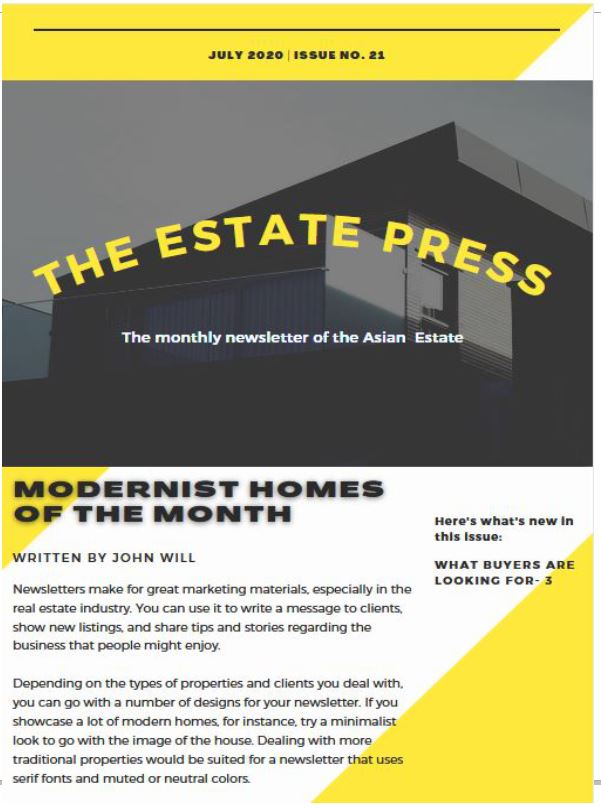 JULY 2020 | ISSUE NO. 21
THE ESTATE PRESS
The monthly newsletter of the Asian Estate
MODERNIST HOMES
OF THE MONTH
WRITTEN BY JOHN WILL
Newsletters make for great marketing materials, especially in the
real estate industry. You can use it to write a message to clients,
show new listings, and share tips and stories regarding the
business that people might enjoy.
Depending on the types of properties and clients you deal with,
you can go with a number of designs for your newsletter. If you
showcase a lot of modern homes, for instance, try a minimalist
look to go with the image of the house. Dealing with more
traditional properties would be suited for a newsletter that uses
serif fonts and muted or neutral colors.
Here's what's new in
this issue:
WHAT BUYERS ARE
LOOKING FOR- 3